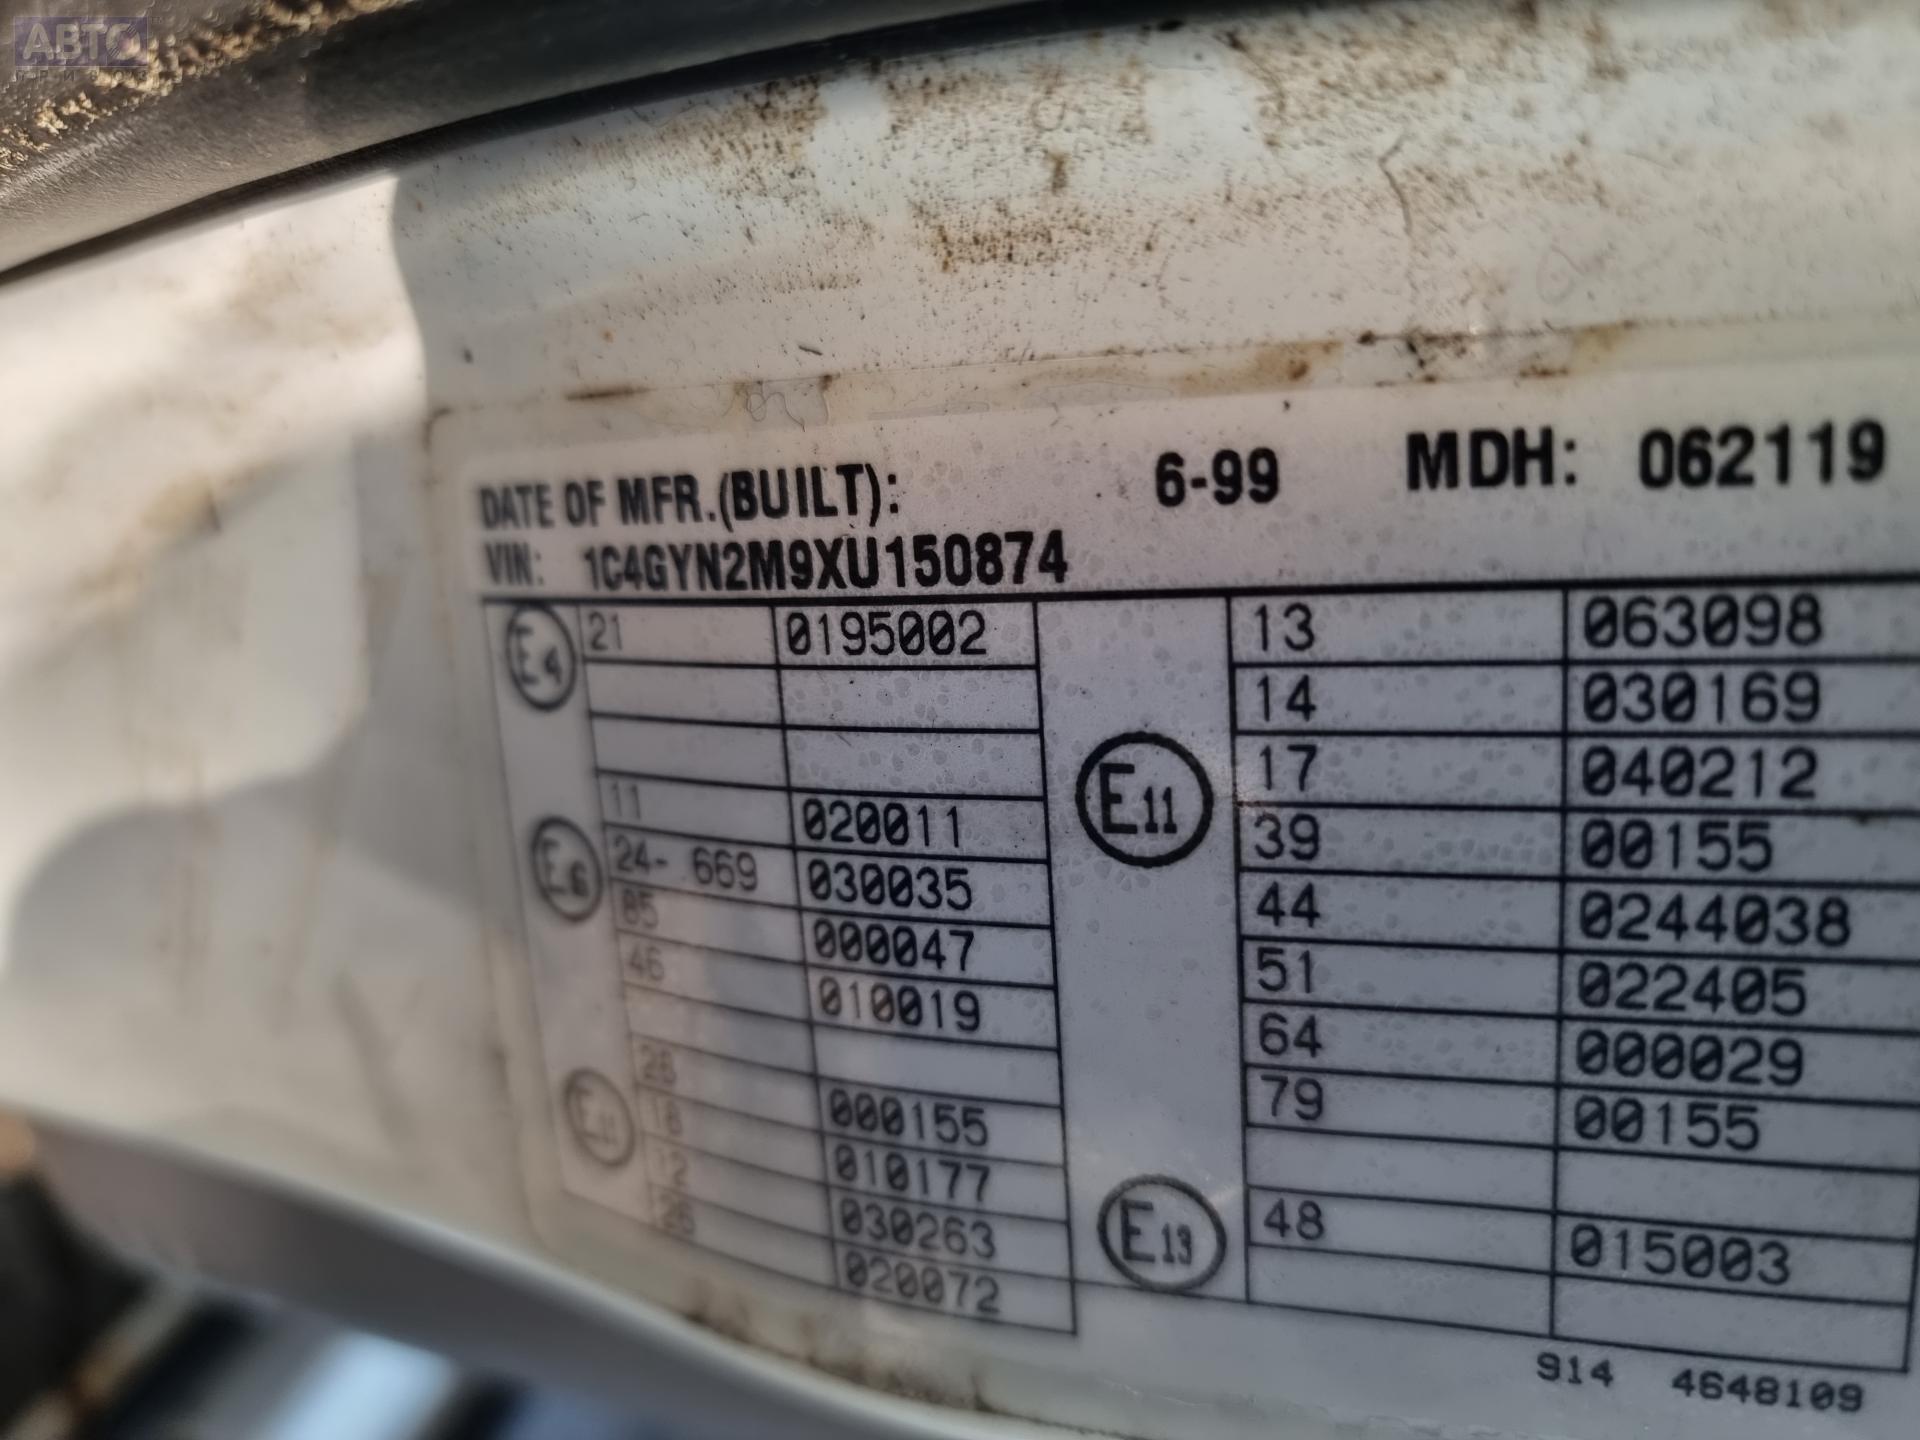 АВТО
ПРИВОЗ
DATE OF MFR.(BUILT): 6-99 MDH: 062119
VIN: 1C4GYN2M9XU150874
E4 21 0195002
11 020011
E6 24- 669 030035
85 000047
46 010019
28 000155
E11 18 010177
12 030263
26 020072
13 063098
14 030169
17 040212
E11 39 00155
44 0244038
51 022405
64 000029
79 00155
E13 48 015003
914 4648109